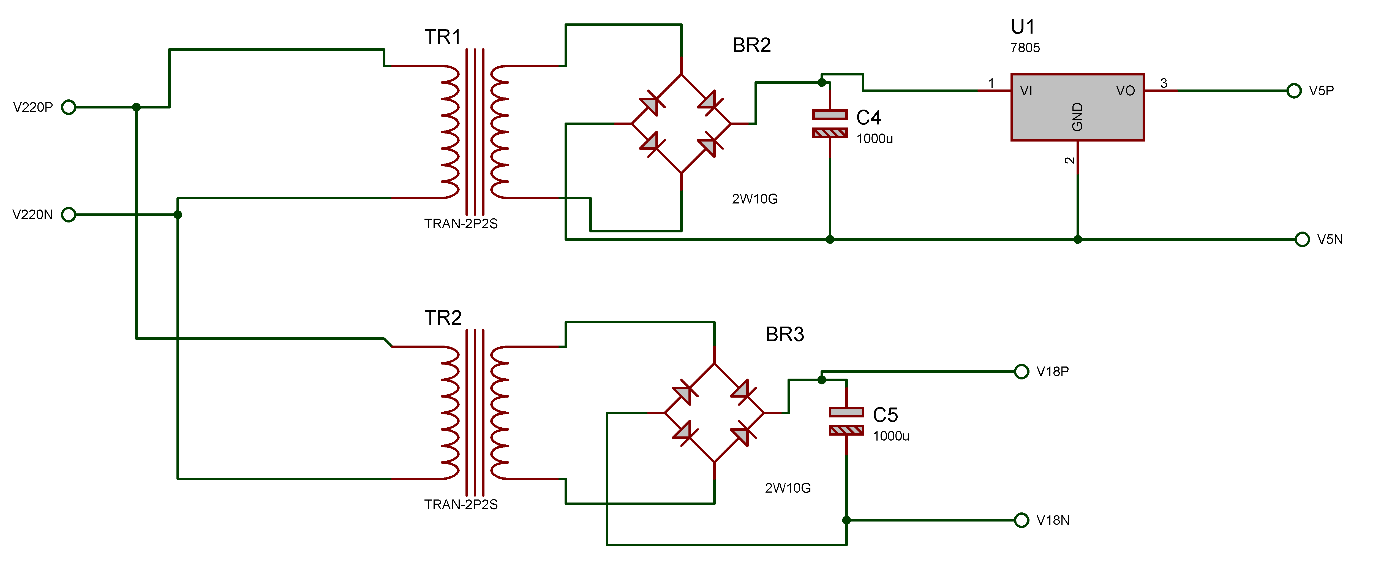 U1
7805
TR1
BR2
V220P
1
VI
VO
3
V5P
C4
1000u
GND
2
2W10G
V220N
TRAN-2P2S
V5N
TR2
BR3
V18P
C5
1000u
2W10G
TRAN-2P2S
V18N